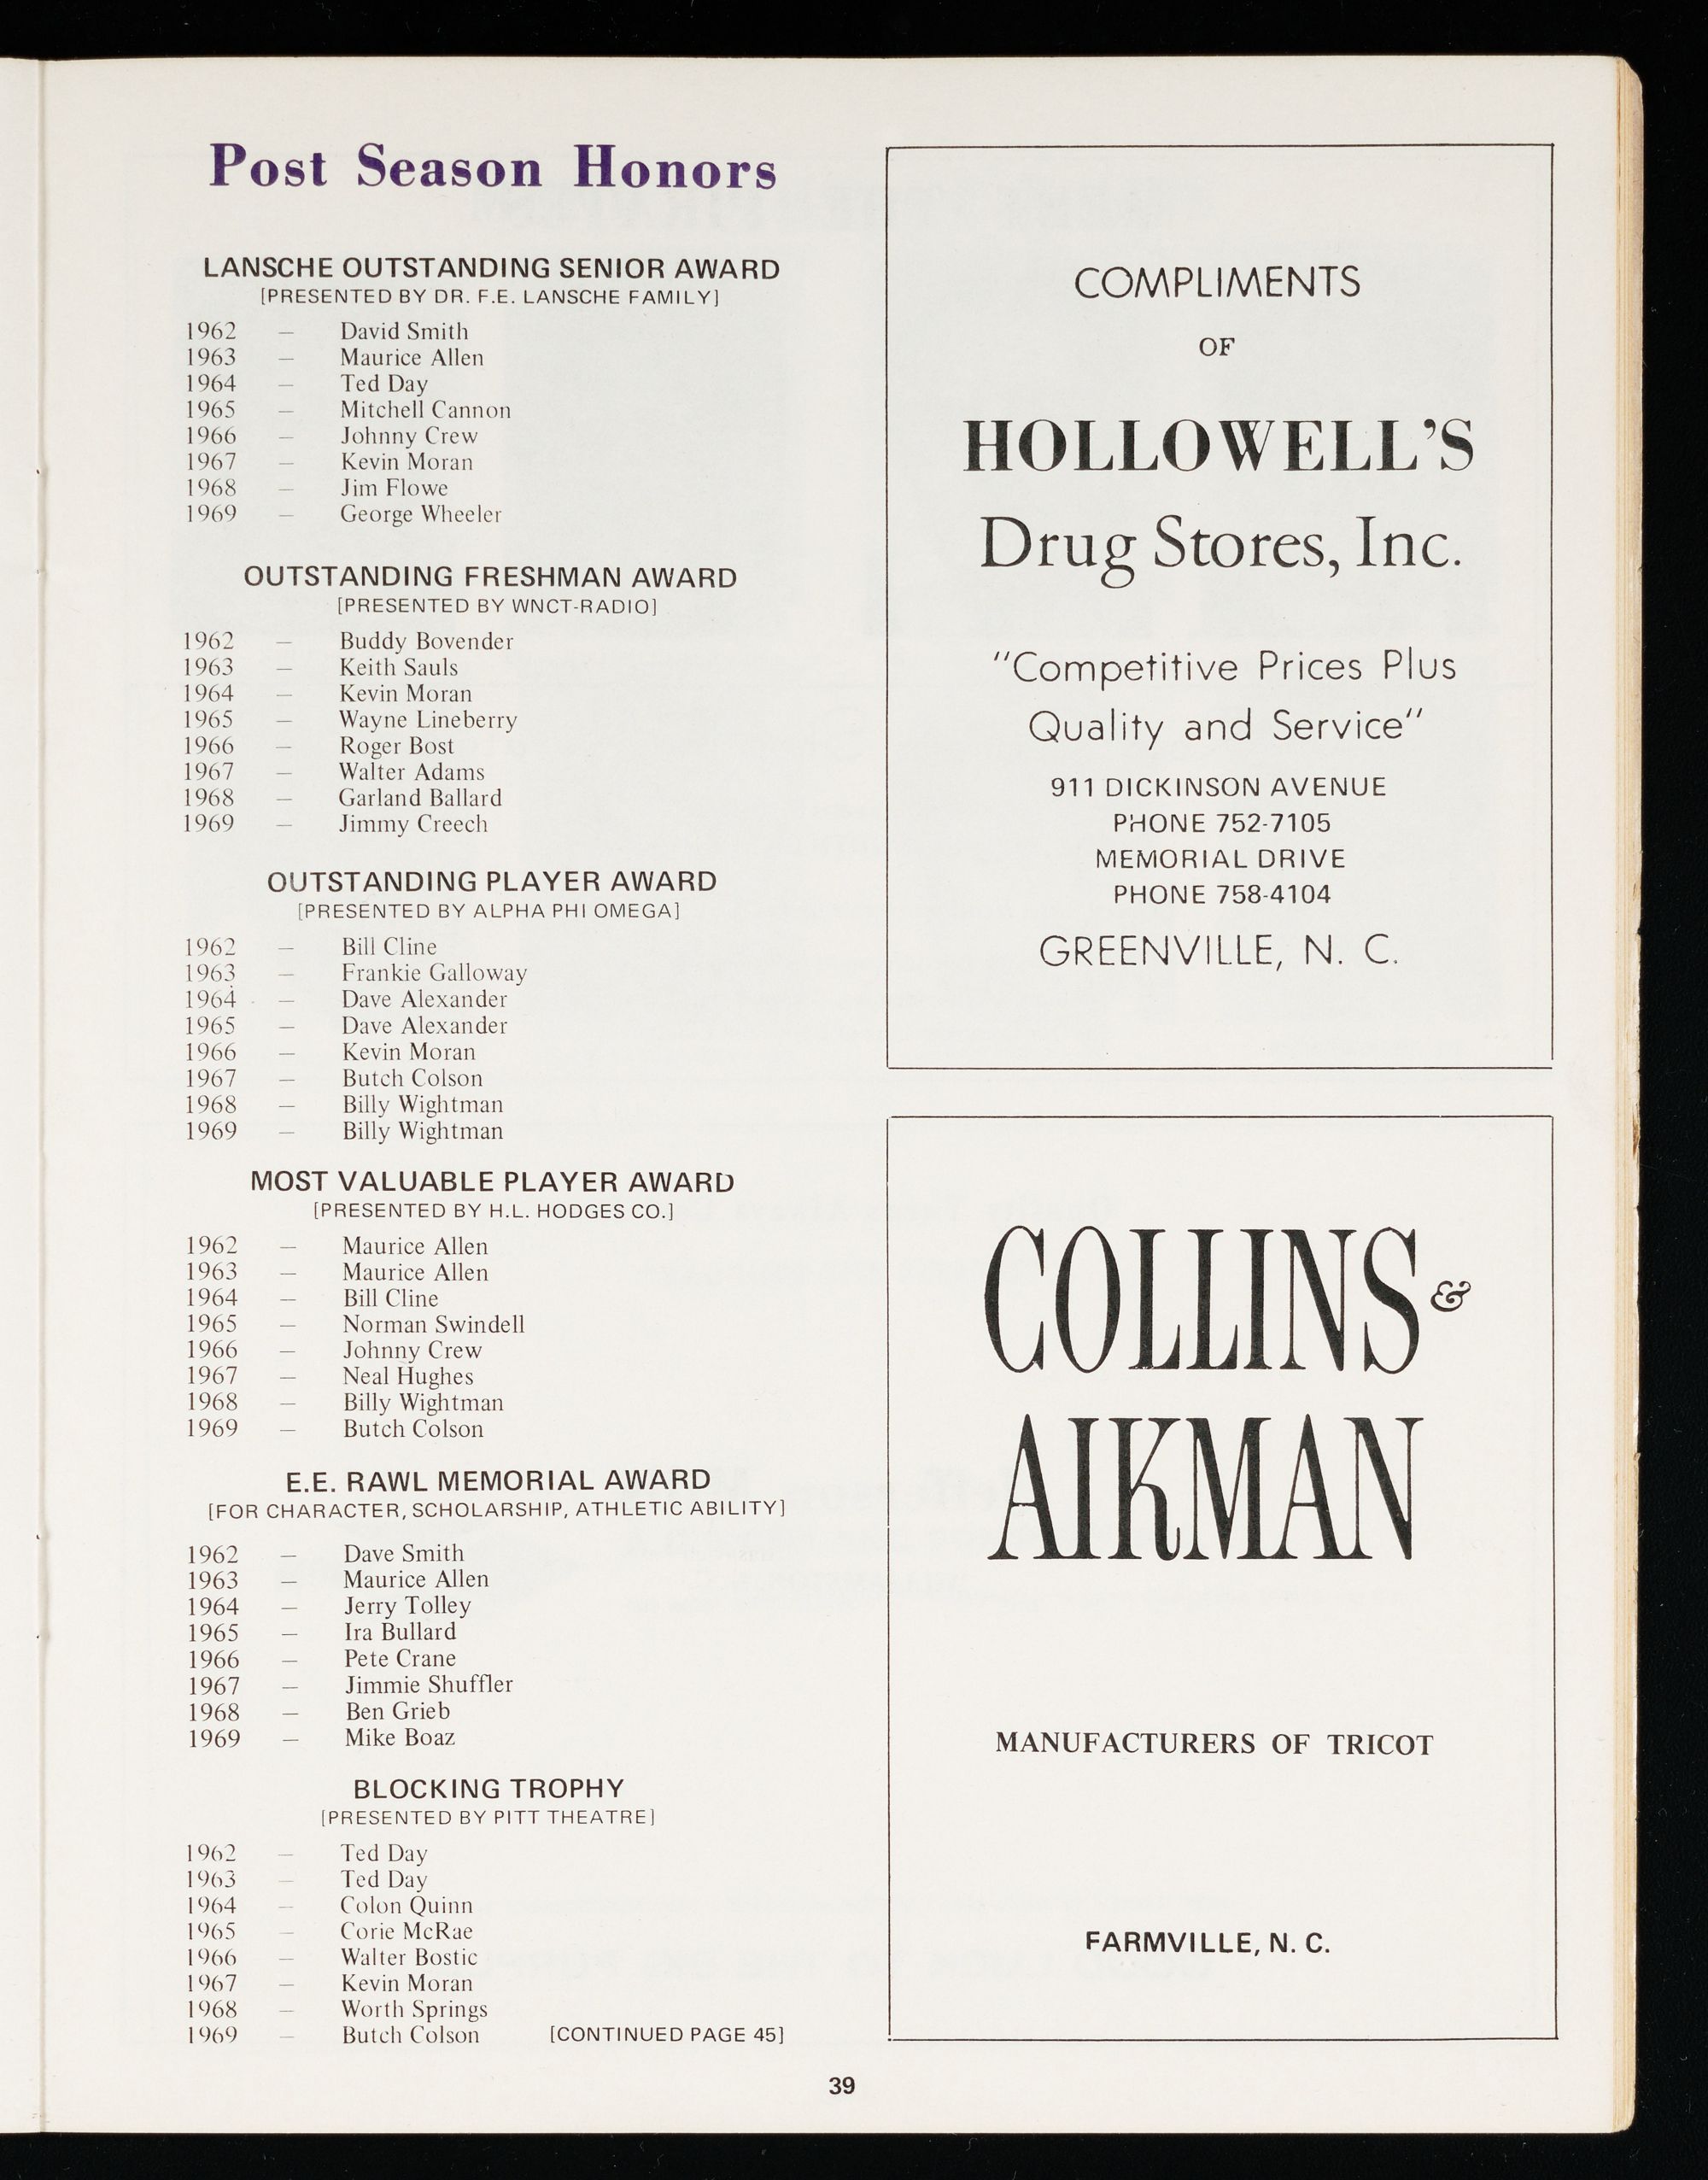 Post Season Honors
LANSCHE OUTSTANDING SENIOR AWARD
[PRESENTED BY DR. F.E. LANSCHE FAMILY]
1962 – David Smith
1963 – Maurice Allen
1964 – Ted Day
1965 – Mitchell Cannon
1966 – Johnny Crew
1967 – Kevin Moran
1968 – Jim Flowe
1969 – George Wheeler
OUTSTANDING FRESHMAN AWARD
[PRESENTED BY WNCT-RADIO]
1962 – Buddy Bovender
1963 – Keith Sauls
1964 – Kevin Moran
1965 – Wayne Lineberry
1966 – Roger Bost
1967 – Walter Adams
1968 – Garland Ballard
1969 – Jimmy Creech
OUTSTANDING PLAYER AWARD
[PRESENTED BY ALPHA PHI OMEGA]
1962 – Bill Cline
1963 – Frankie Galloway
1964 – Dave Alexander
1965 – Dave Alexander
1966 – Kevin Moran
1967 – Butch Colson
1968 – Billy Wightman
1969 – Billy Wightman
MOST VALUABLE PLAYER AWARD
[PRESENTED BY H.L. HODGES CO.]
1962 – Maurice Allen
1963 – Maurice Allen
1964 – Bill Cline
1965 – Norman Swindell
1966 – Johnny Crew
1967 – Neal Hughes
1968 – Billy Wightman
1969 – Butch Colson
E.E. RAWL MEMORIAL AWARD
[FOR CHARACTER, SCHOLARSHIP, ATHLETIC ABILITY]
1962 – Dave Smith
1963 – Maurice Allen
1964 – Jerry Tolley
1965 – Ira Bullard
1966 – Pete Crane
1967 – Jimmie Shuffler
1968 – Ben Grieb
1969 – Mike Boaz
BLOCKING TROPHY
[PRESENTED BY PITT THEATRE]
1962 – Ted Day
1963 – Ted Day
1964 – Colon Quinn
1965 – Corie McRae
1966 – Walter Bostic
1967 – Kevin Moran
1968 – Worth Springs
1969 – Butch Colson [CONTINUED PAGE 45]
COMPLIMENTS
OF
HOLLOWELL'S
Drug Stores, Inc.
"Competitive Prices Plus
Quality and Service"
911 DICKINSON AVENUE
PHONE 752-7105
MEMORIAL DRIVE
PHONE 758-4104
GREENVILLE, N. C.
COLLINS &
AIKMAN
MANUFACTURERS OF TRICOT
FARMVILLE, N. C.
39